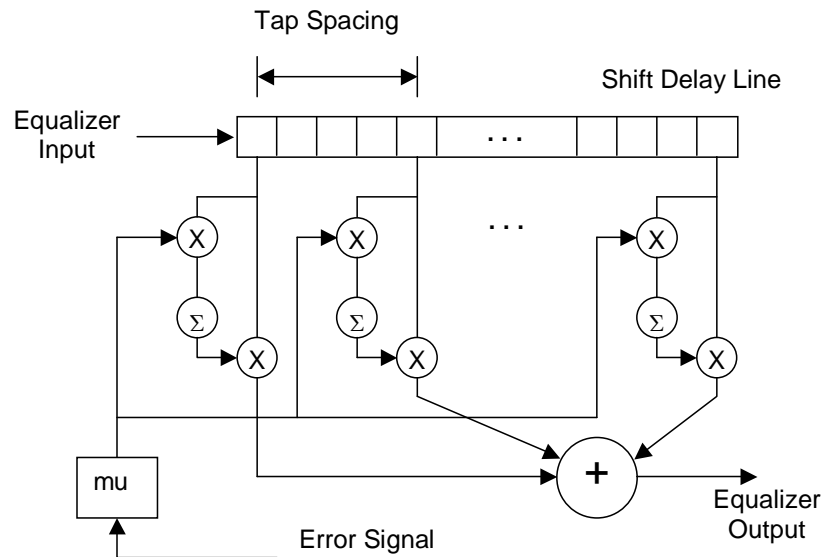 Tap Spacing
Shift Delay Line
Equalizer
Input
. . .
X
X
. . .
X
Σ
Σ
Σ
X
X
X
mu
+
Equalizer
Output
Error Signal